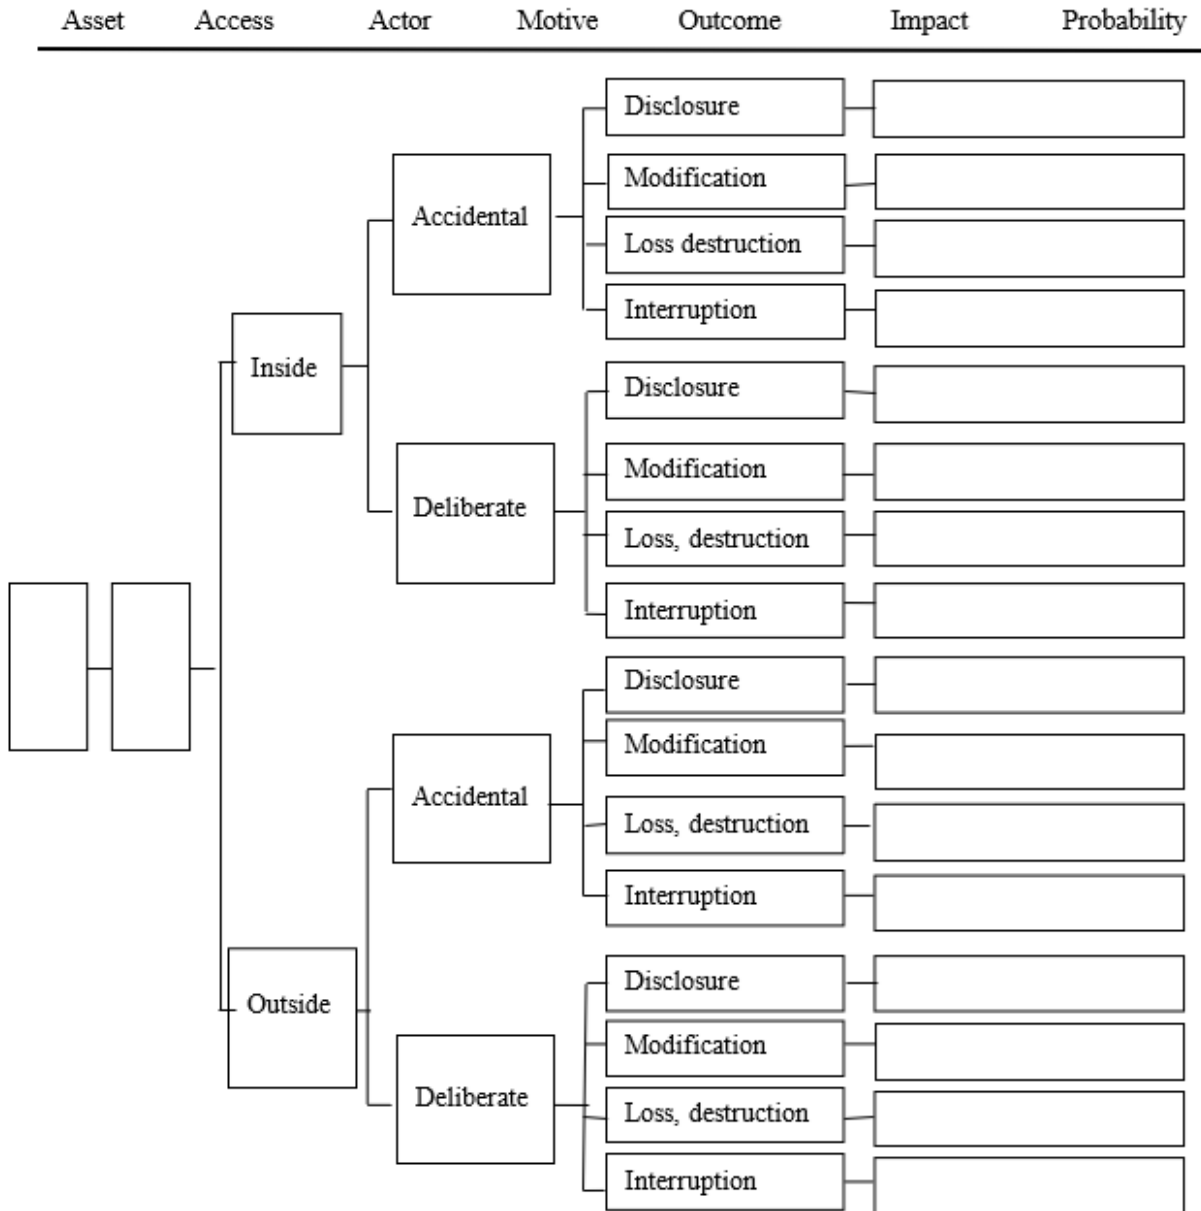 Asset Access Actor Motive Outcome Impact Probability
Disclosure
Modification
Accidental
Loss destruction
Interruption
Inside
Disclosure
Modification
Deliberate
Loss, destruction
Interruption
Disclosure
Modification
Accidental
Loss, destruction
Interruption
Outside
Disclosure
Modification
Deliberate
Loss, destruction
Interruption